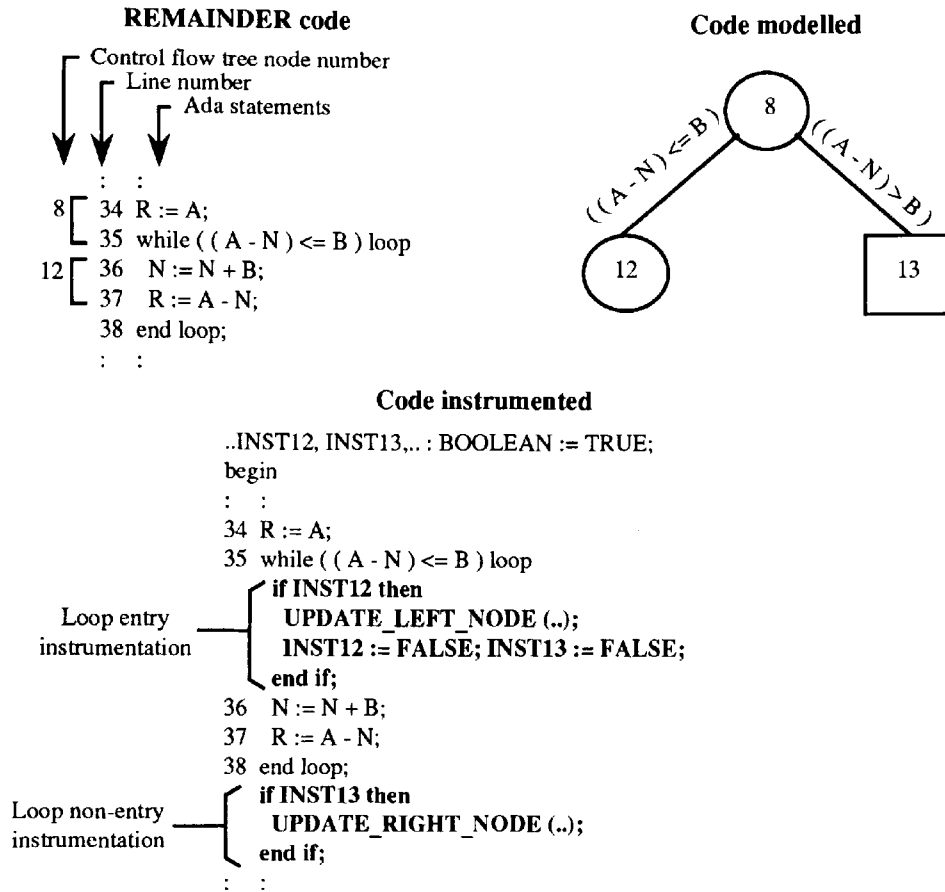 REMAINDER code
Control flow tree node number
Line number
Ada statements
: :
8 34 R := A;
35 while ( ( A - N ) <= B ) loop
12 36 N := N + B;
37 R := A - N;
38 end loop;
: :
Code modelled
8
((A - N) <= B)
((A - N) > B)
12
13
Code instrumented
..INST12, INST13,.. : BOOLEAN := TRUE;
begin
: :
34 R := A;
35 while ( ( A - N ) <= B ) loop
if INST12 then
UPDATE_LEFT_NODE (..);
INST12 := FALSE; INST13 := FALSE;
end if;
Loop entry
instrumentation
36 N := N + B;
37 R := A - N;
38 end loop;
if INST13 then
UPDATE_RIGHT_NODE (..);
end if;
Loop non-entry
instrumentation
: :